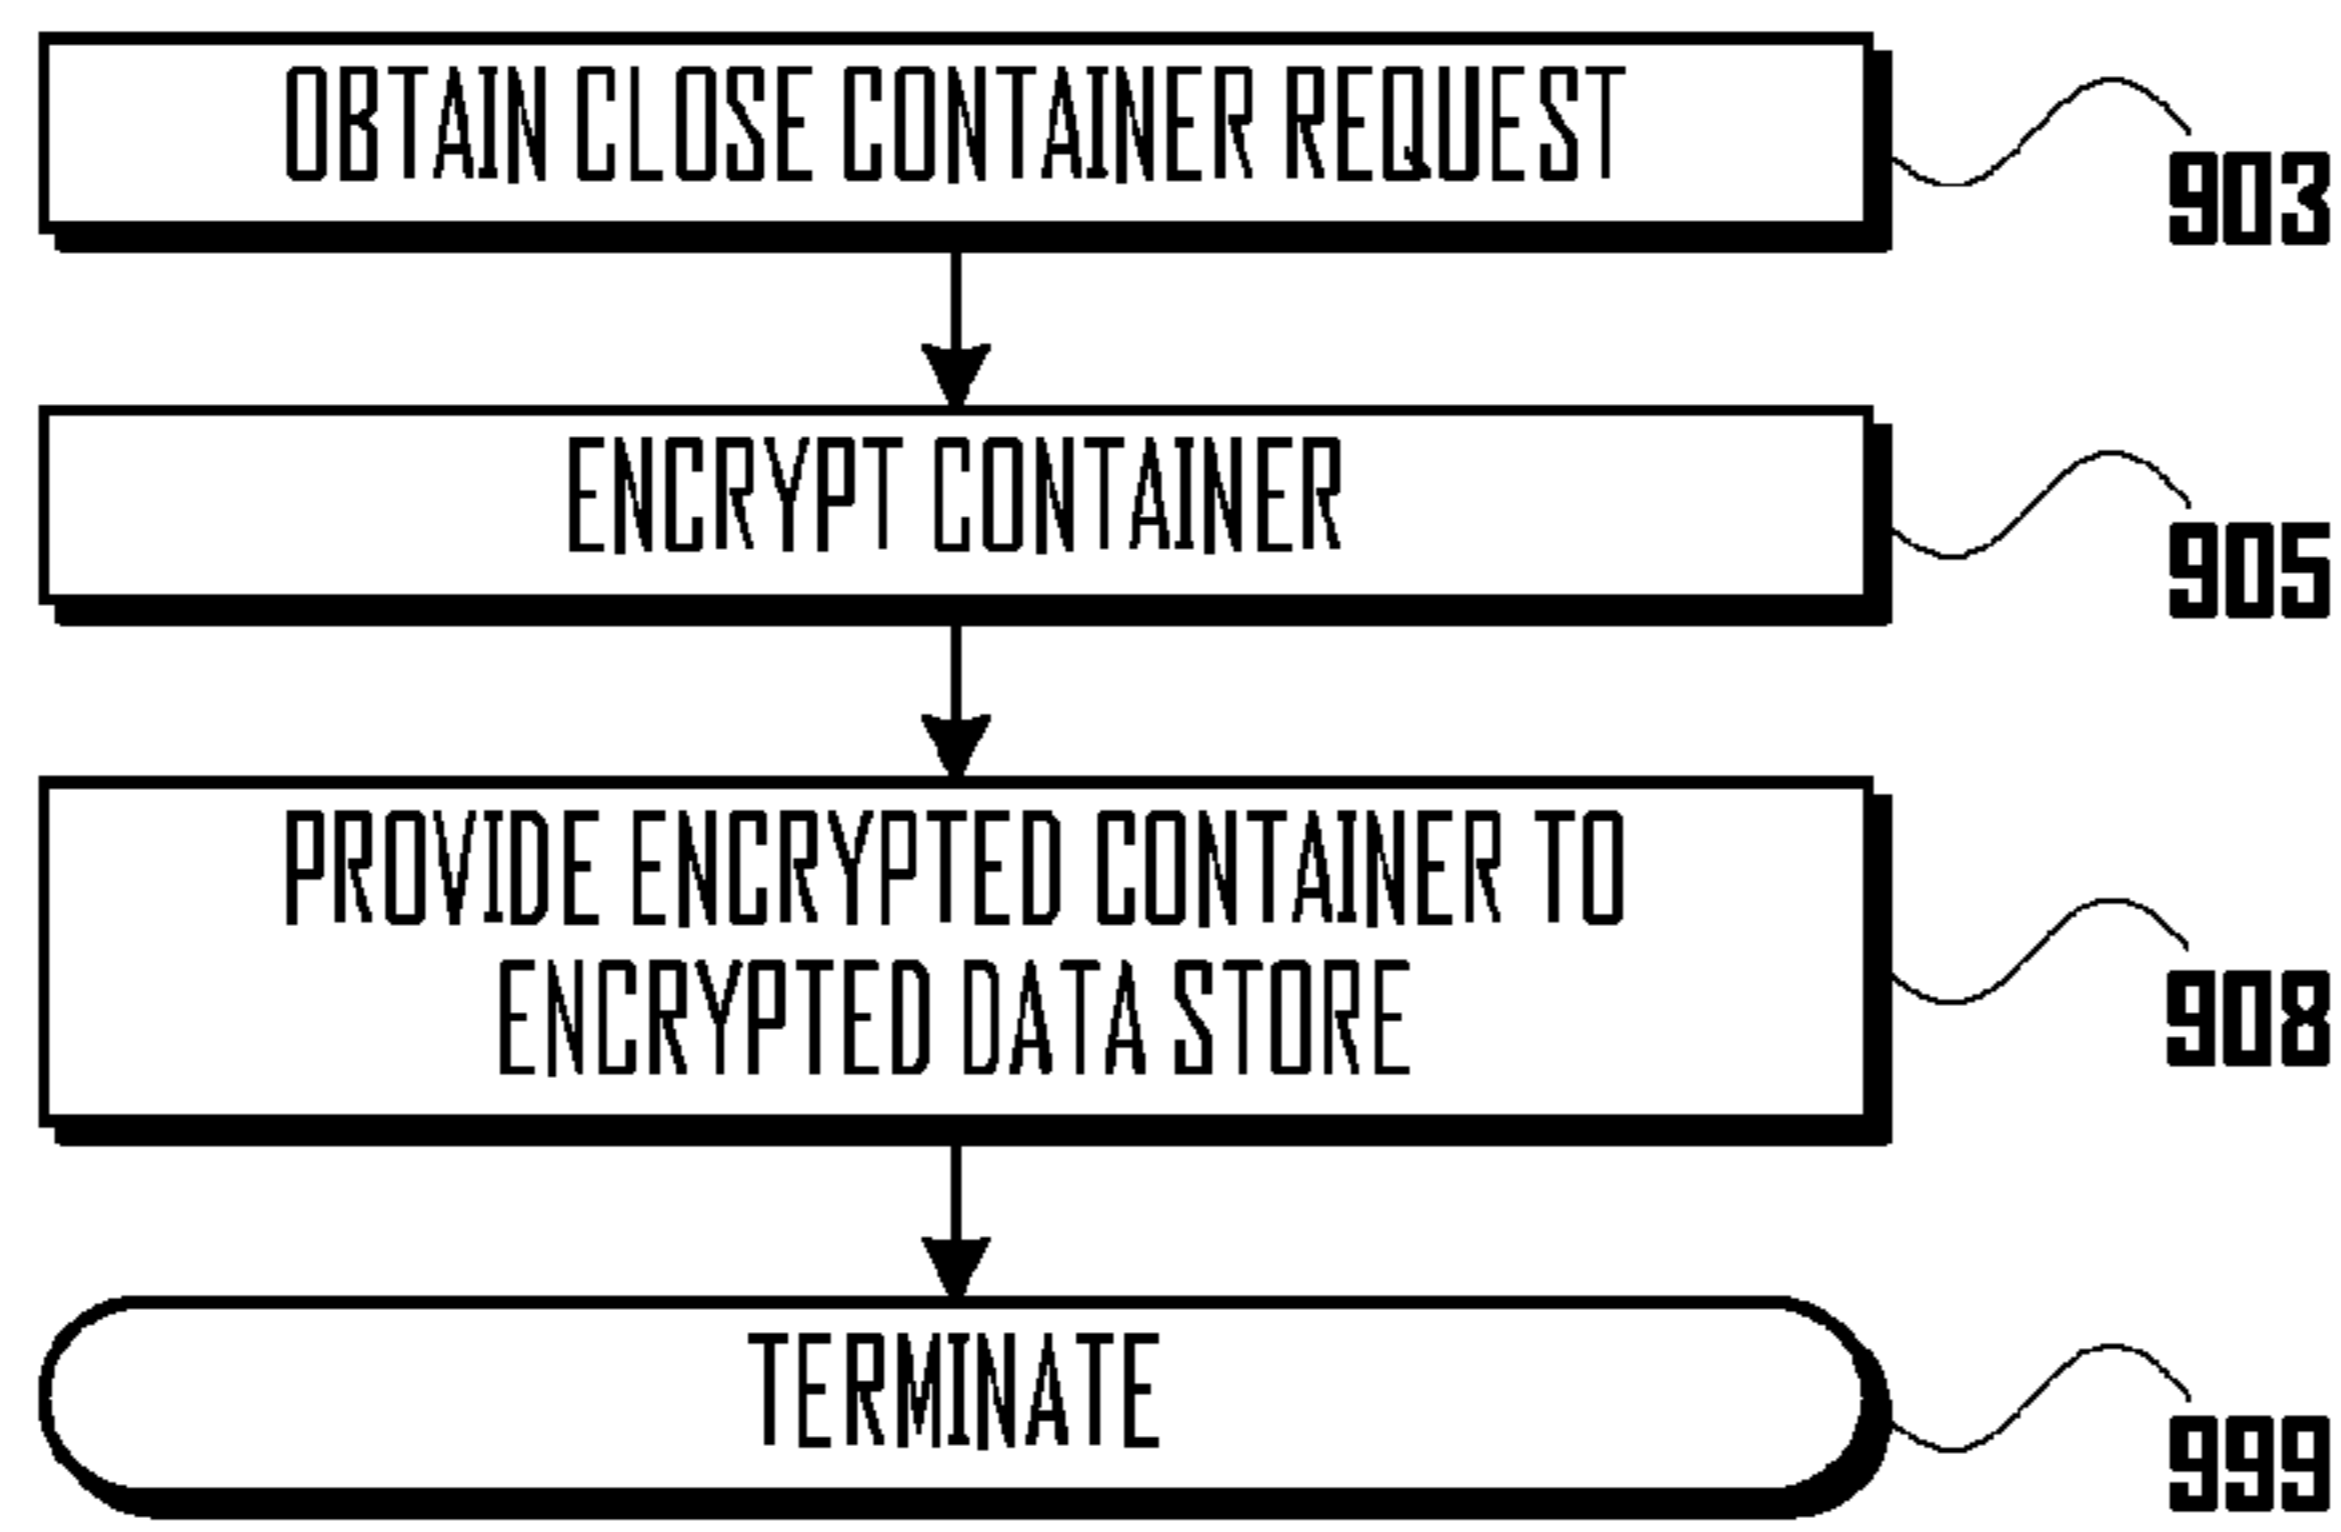 OBTAIN CLOSE CONTAINER REQUEST
903
ENCRYPT CONTAINER
905
PROVIDE ENCRYPTED CONTAINER TO
ENCRYPTED DATA STORE
908
TERMINATE
999